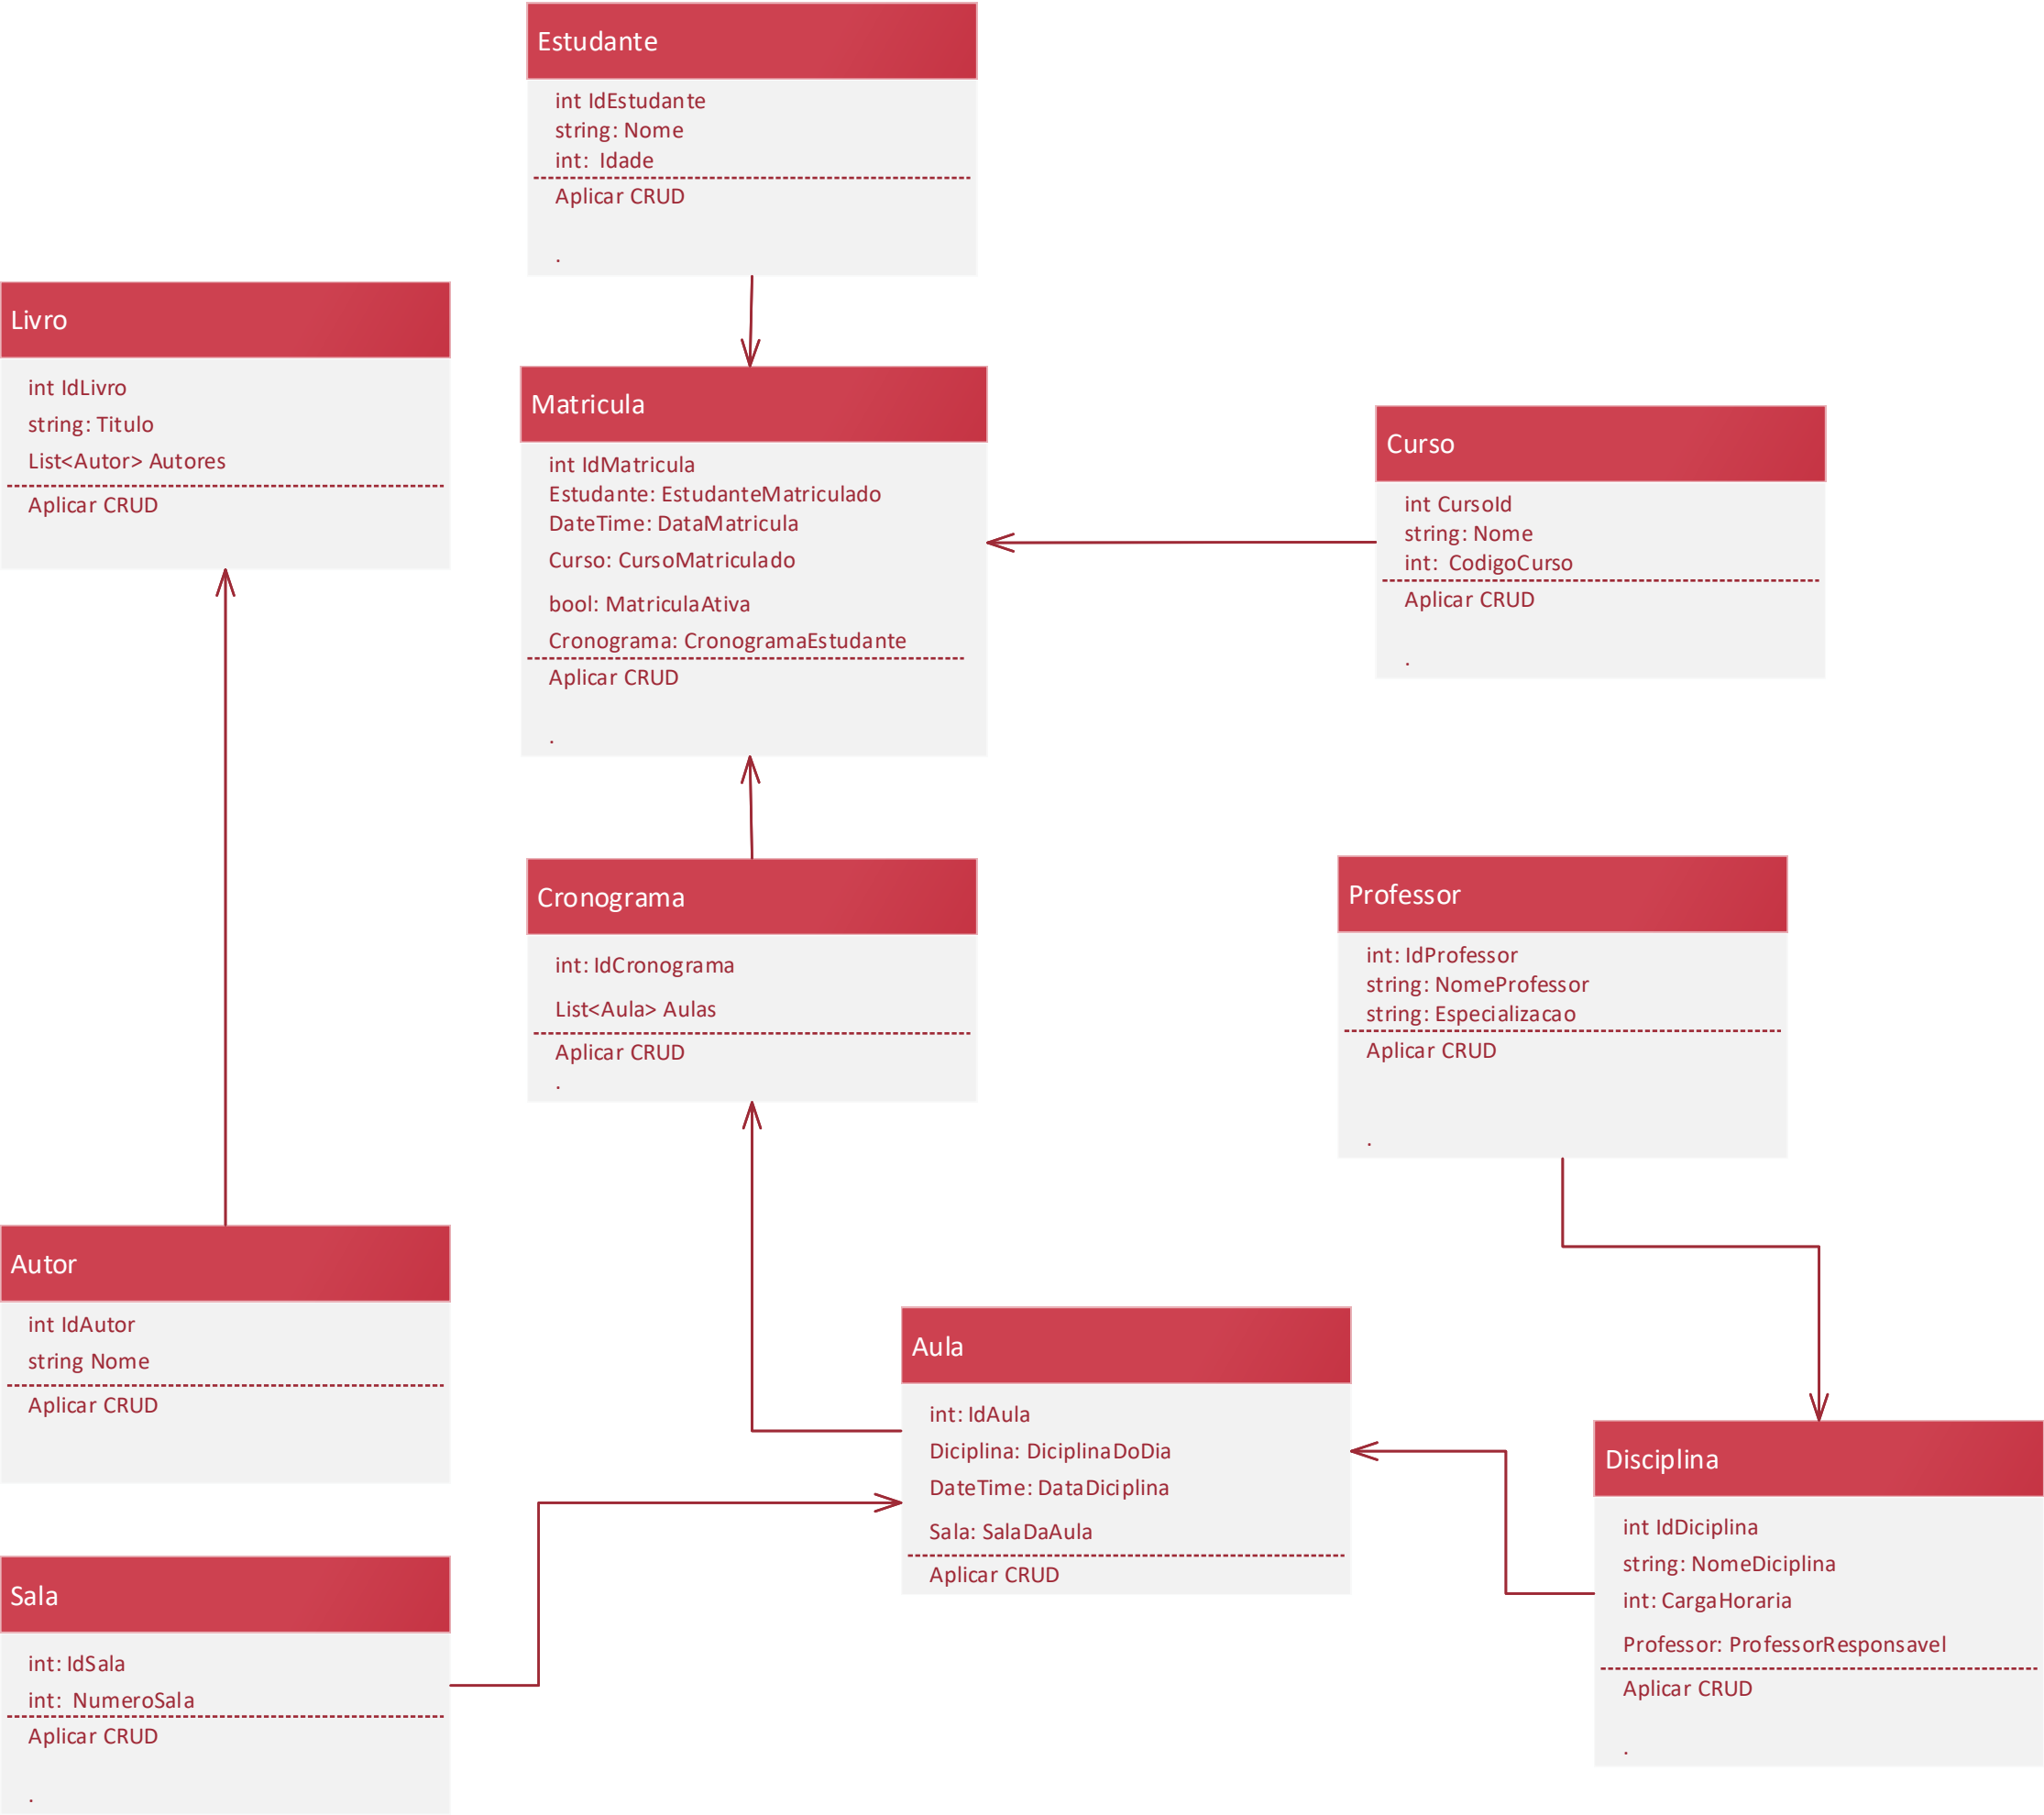 Estudante
int IdEstudante
string: Nome
int:  Idade
Aplicar CRUD
.
Livro
int IdLivro
string: Titulo
List<Autor> Autores
Aplicar CRUD
Matricula
int IdMatricula
Estudante: EstudanteMatriculado
DateTime: DataMatricula
Curso: CursoMatriculado
bool: MatriculaAtiva
Cronograma: CronogramaEstudante
Aplicar CRUD
.
Curso
int CursoId
string: Nome
int:  CodigoCurso
Aplicar CRUD
.
Cronograma
int: IdCronograma
List<Aula> Aulas
Aplicar CRUD
.
Professor
int: IdProfessor
string: NomeProfessor
string: Especializacao
Aplicar CRUD
.
Autor
int IdAutor
string Nome
Aplicar CRUD
Aula
int: IdAula
Diciplina: DiciplinaDoDia
DateTime: DataDiciplina
Sala: SalaDaAula
Aplicar CRUD
Disciplina
int IdDiciplina
string: NomeDiciplina
int: CargaHoraria
Professor: ProfessorResponsavel
Aplicar CRUD
.
Sala
int: IdSala
int:  NumeroSala
Aplicar CRUD
.